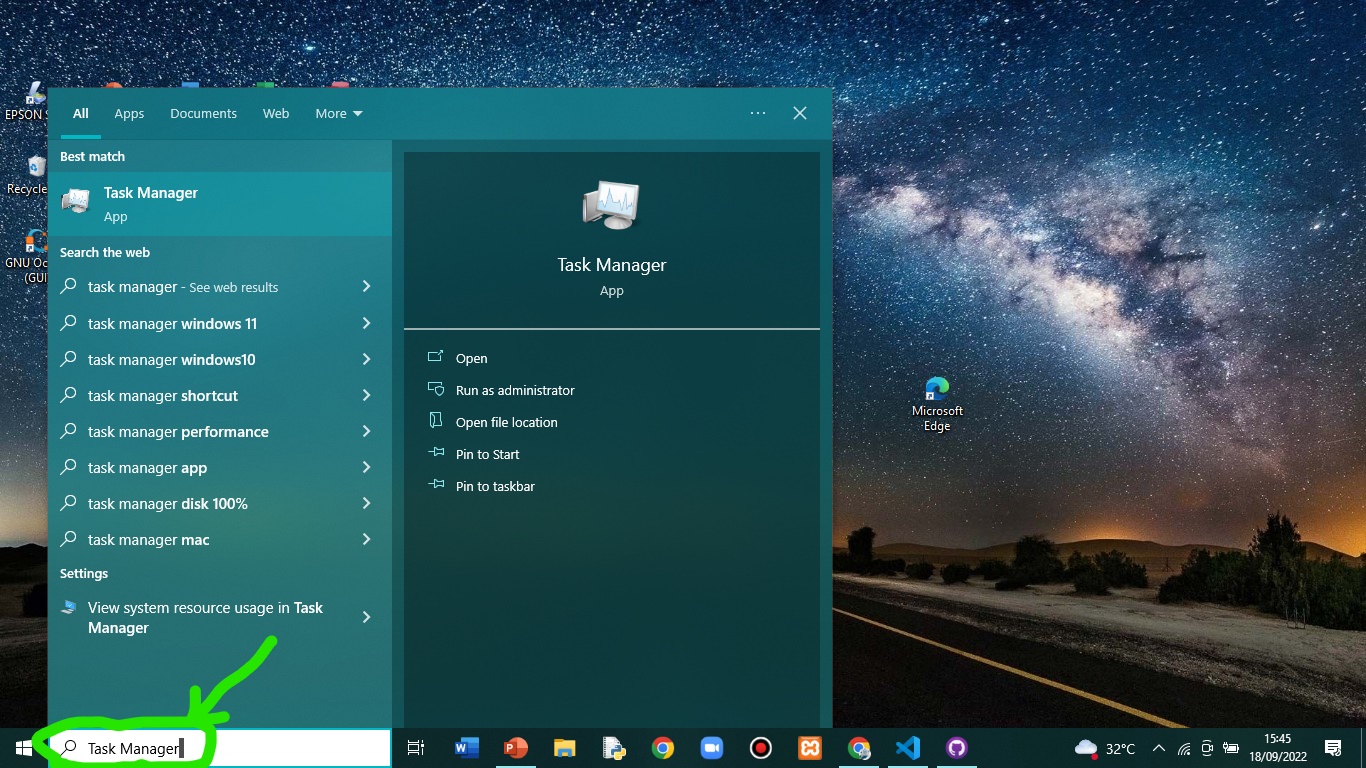 EPSON S
Recycle
GNU Oc
(GUI
All Apps Documents Web More
Best match
Task Manager
App
Search the web
task manager - See web results
task manager windows 11
task manager windows10
task manager shortcut
task manager performance
task manager app
task manager disk 100%
task manager mac
Settings
View system resource usage in Task
Manager
Task Manager
App
Open
Run as administrator
Open file location
Pin to Start
Pin to taskbar
Microsoft
Edge
Task Manager
32°C
15:45
18/09/2022